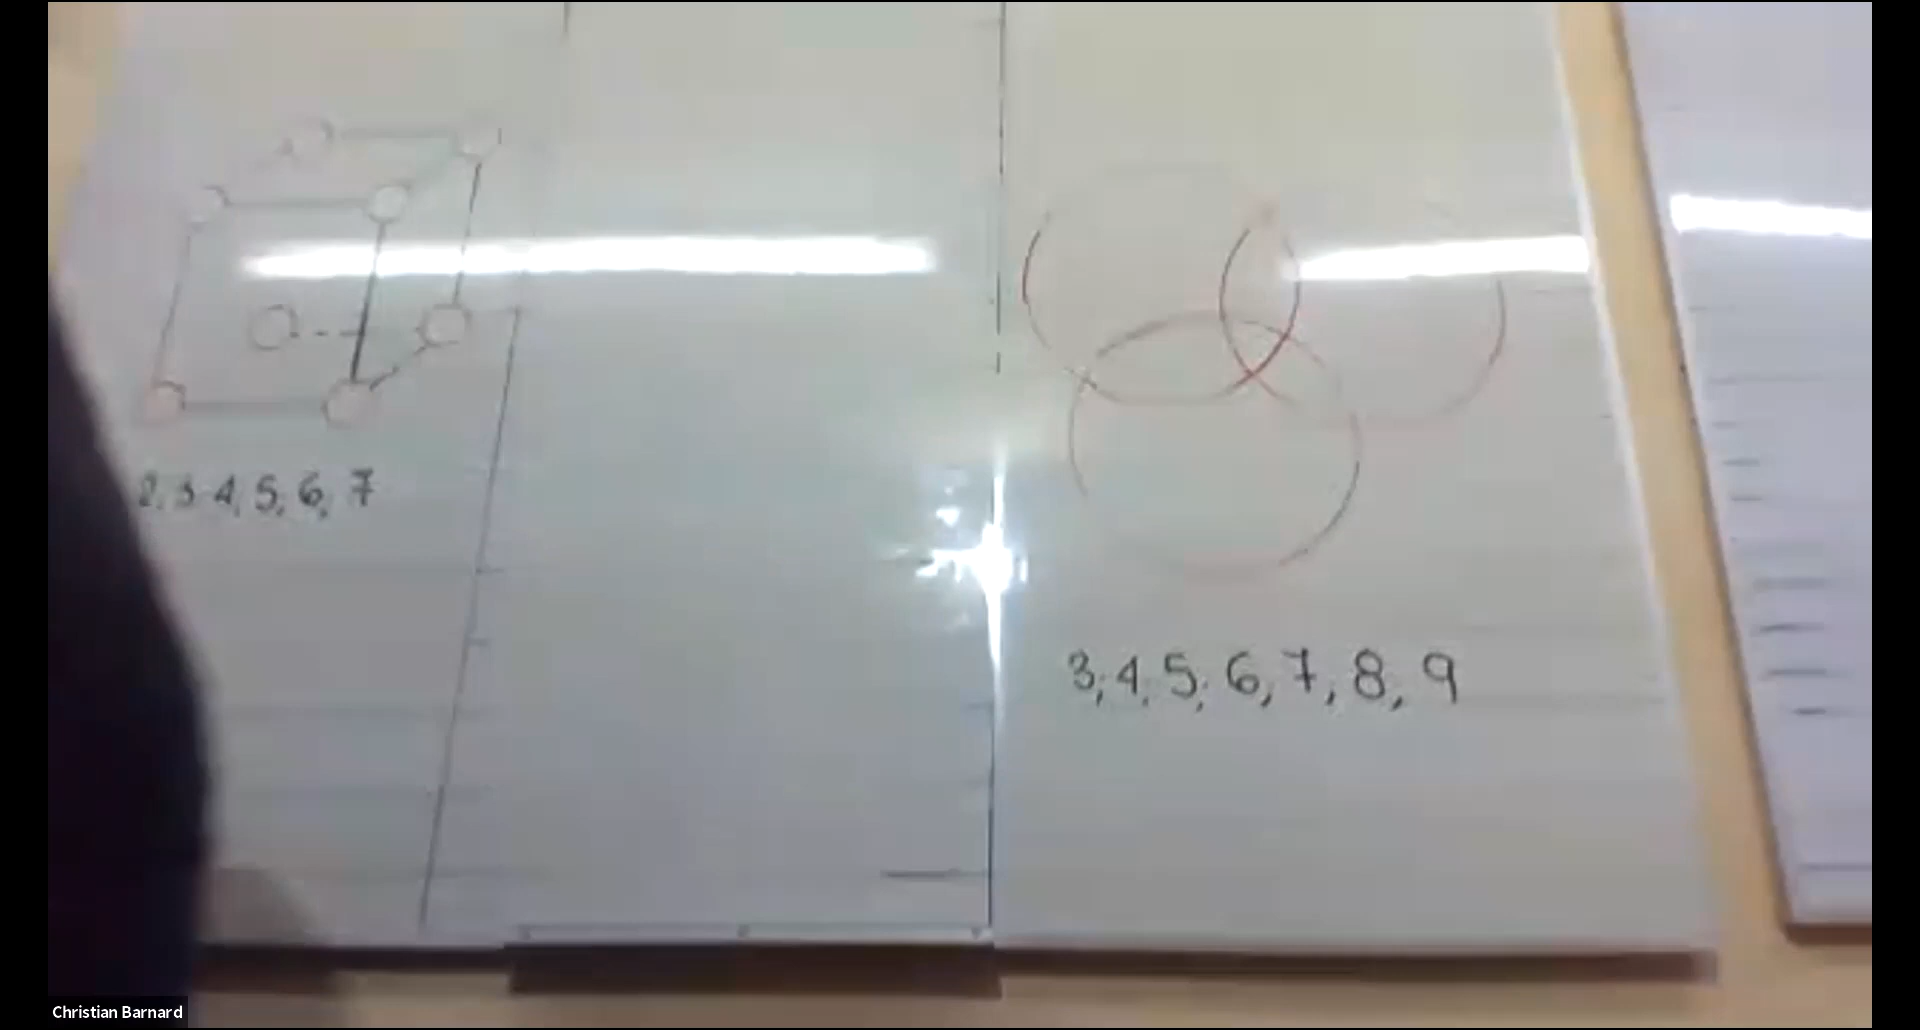 2, 3, 4, 5, 6, 7
3, 4, 5, 6, 7, 8, 9
Christian Barnard